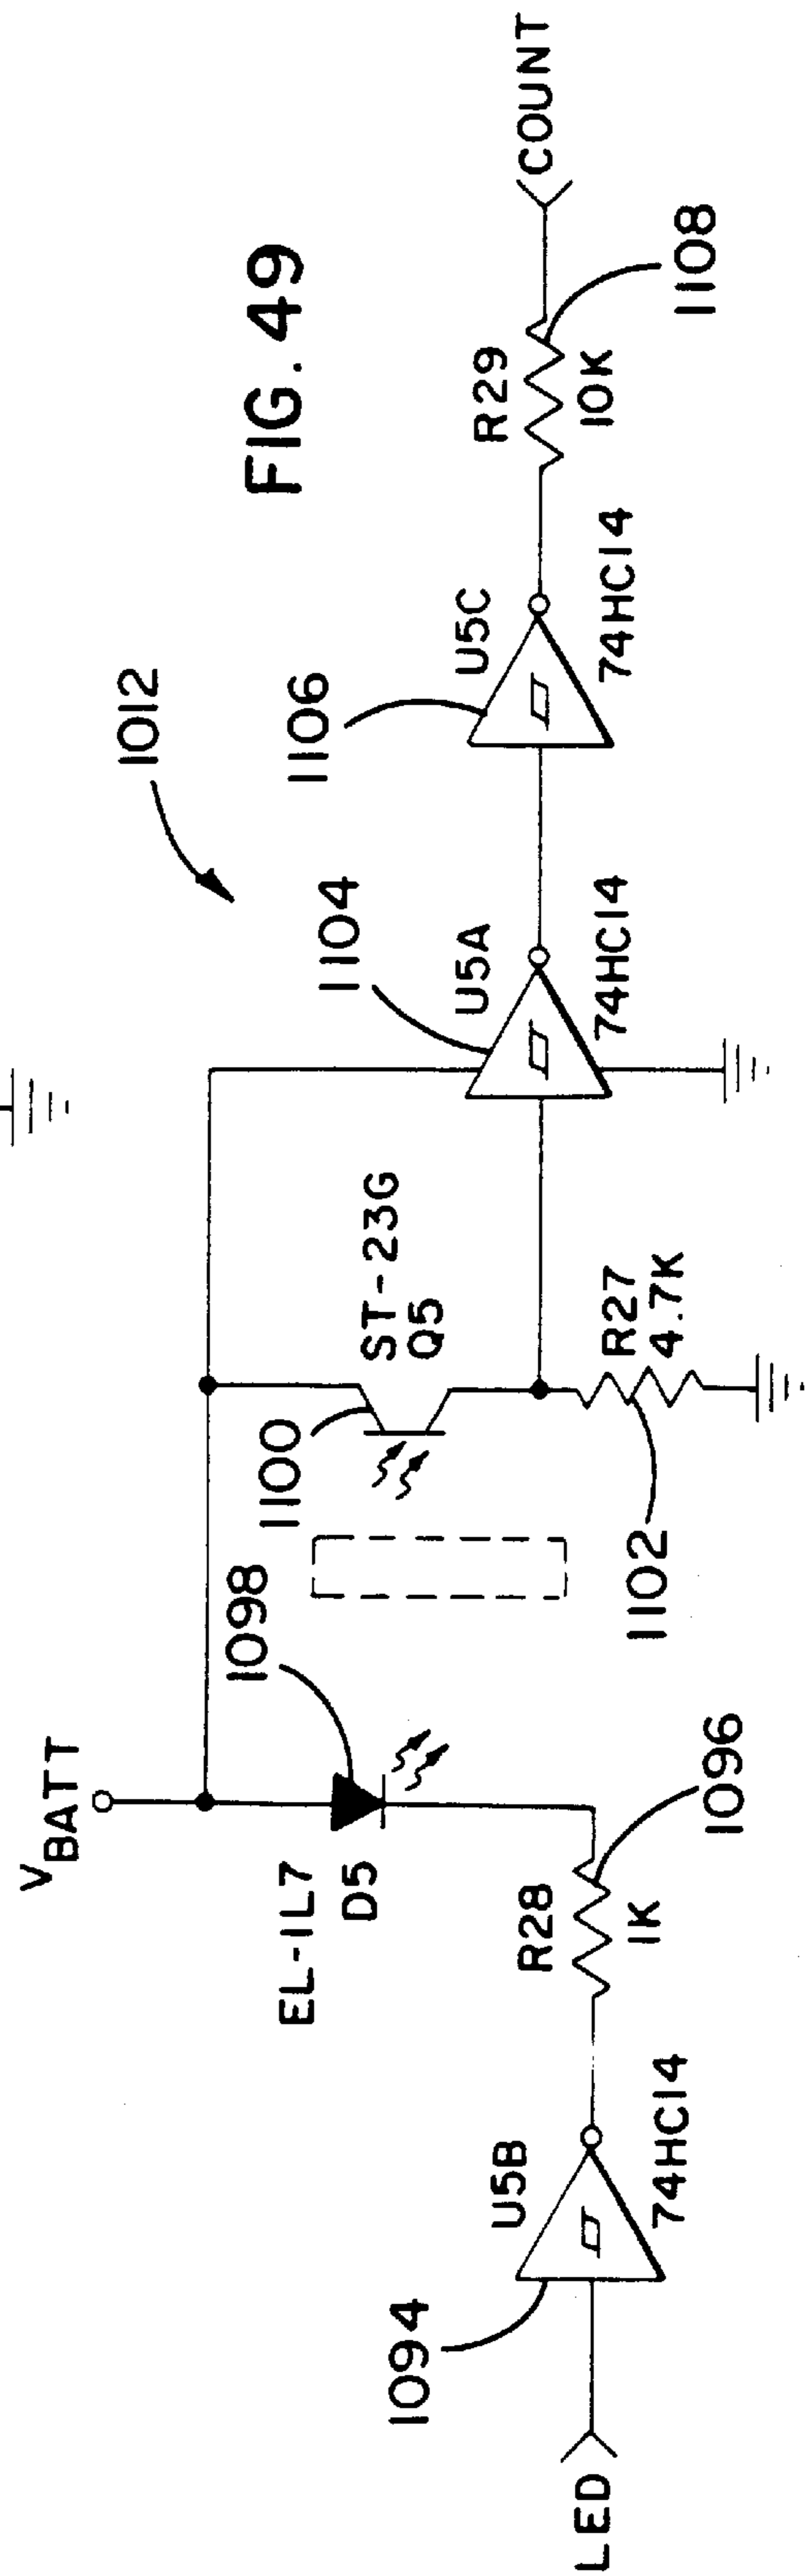 FIG. 49
1012
V BATT
EL-1L7
D5
1098
1100
ST-23G
Q5
1104
U5A
74HC14
1106
U5C
74HC14
R29
10K
1108
COUNT
LED
1094
U5B
74HC14
R28
1K
1096
1102
R27
4.7K